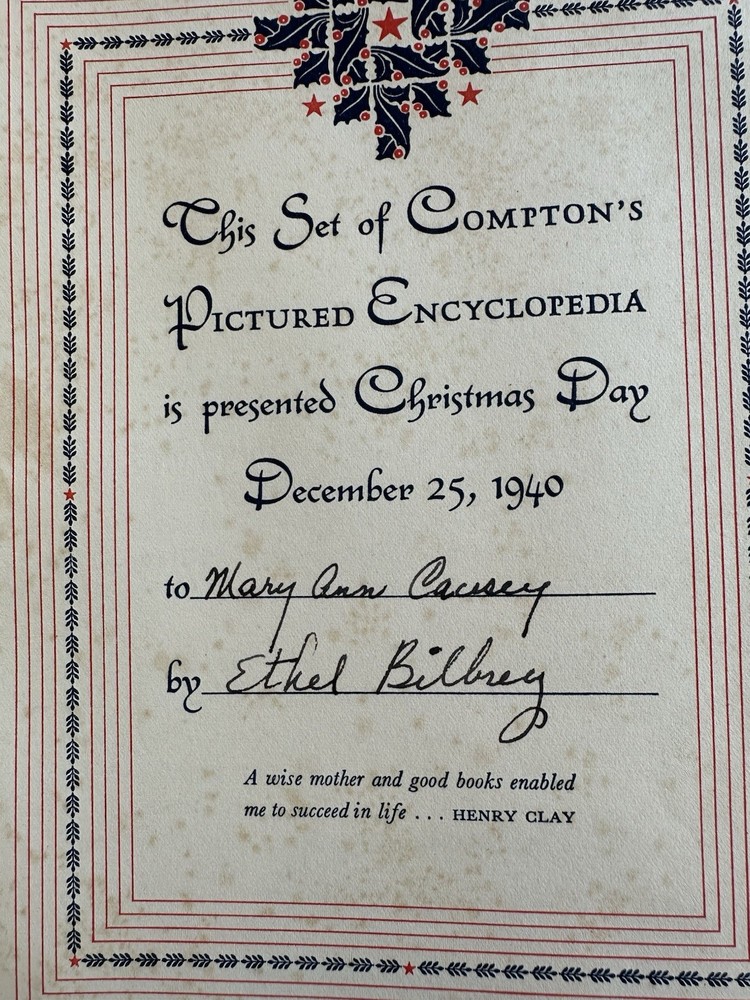 This Set of COMPTON'S
PICTURED ENCYCLOPEDIA
is presented Christmas Day
December 25, 1940
to Mary Ann Causey
by Ethel Bilbrey
A wise mother and good books enabled
me to succeed in life . . . HENRY CLAY